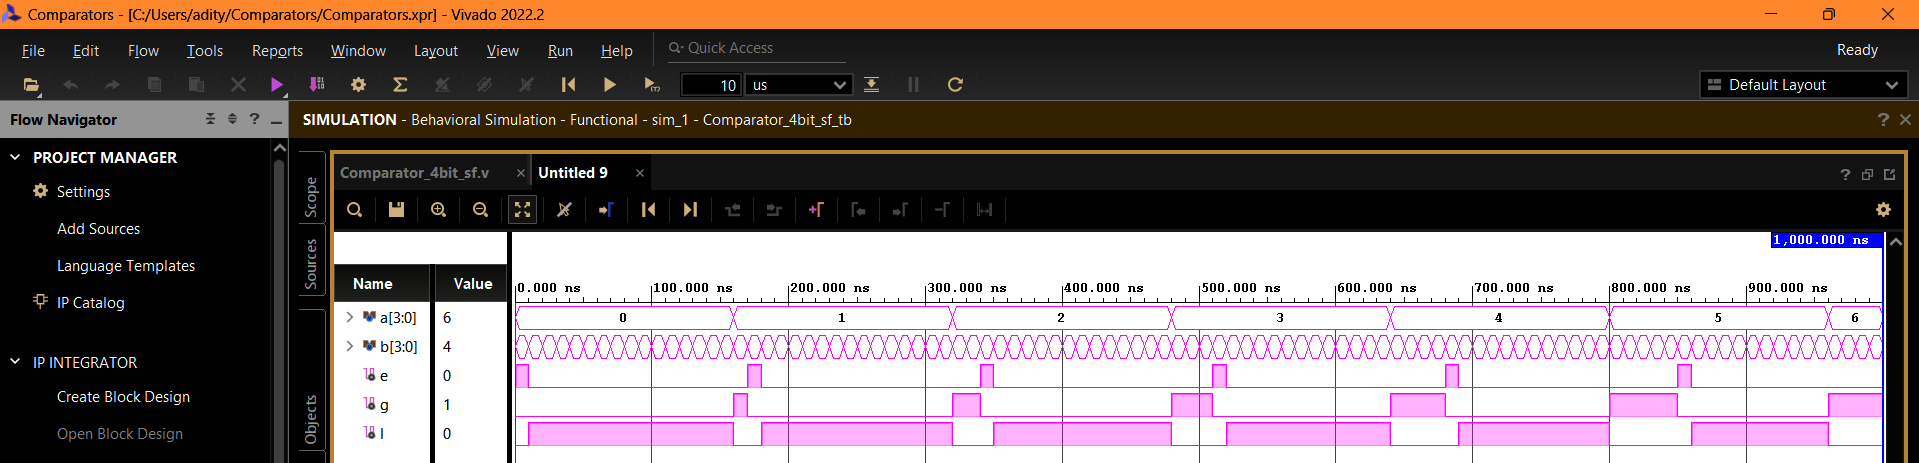 Comparators - [C:/Users/adity/Comparators/Comparators.xpr] - Vivado 2022.2
File Edit Flow Tools Reports Window Layout View Run Help Quick Access Ready
10 us Default Layout
Flow Navigator
SIMULATION - Behavioral Simulation - Functional - sim_1 - Comparator_4bit_sf_tb
PROJECT MANAGER
Settings
Add Sources
Language Templates
IP Catalog
IP INTEGRATOR
Create Block Design
Open Block Design
Scope
Sources
Objects
Comparator_4bit_sf.v Untitled 9
1,000.000 ns
Name Value
0.000 ns 100.000 ns 200.000 ns 300.000 ns 400.000 ns 500.000 ns 600.000 ns 700.000 ns 800.000 ns 900.000 ns
a[3:0] 6 0 1 2 3 4 5 6
b[3:0] 4
e 0
g 1
l 0